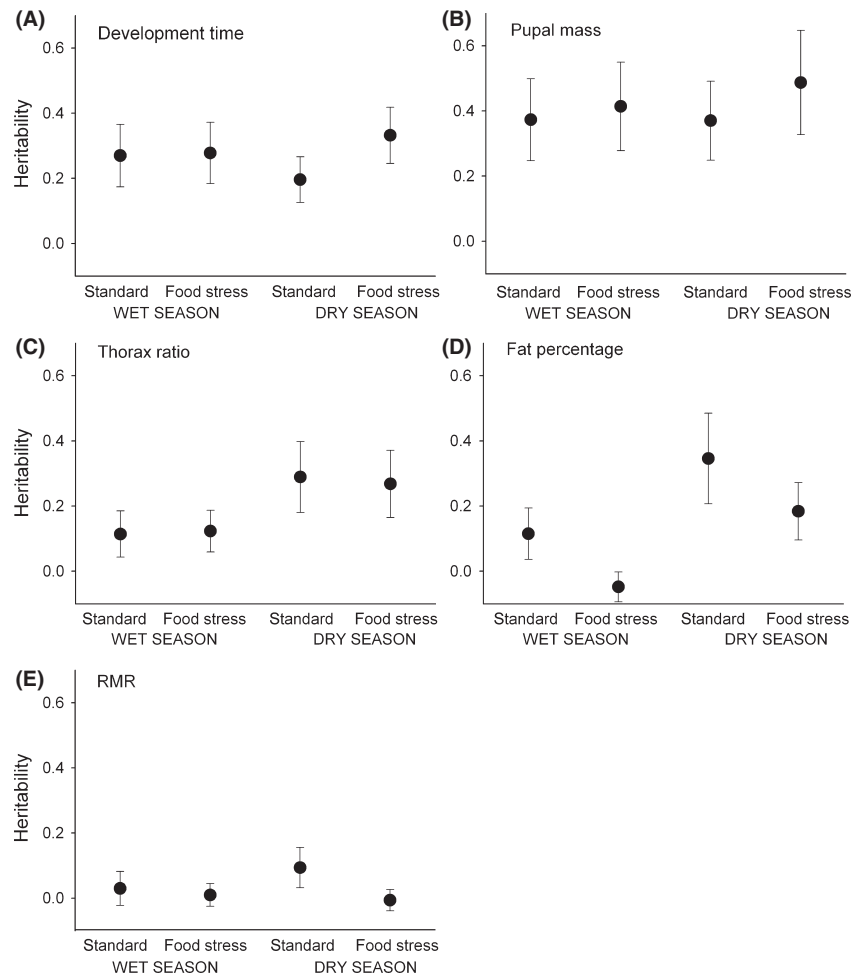 (A) Development time
Heritability
0.6
0.4
0.2
0.0
Standard Food stress Standard Food stress
WET SEASON DRY SEASON
(B) Pupal mass
0.6
0.4
0.2
0.0
Standard Food stress Standard Food stress
WET SEASON DRY SEASON
(C) Thorax ratio
Heritability
0.6
0.4
0.2
0.0
Standard Food stress Standard Food stress
WET SEASON DRY SEASON
(D) Fat percentage
0.6
0.4
0.2
0.0
Standard Food stress Standard Food stress
WET SEASON DRY SEASON
(E) RMR
Heritability
0.6
0.4
0.2
0.0
Standard Food stress Standard Food stress
WET SEASON DRY SEASON